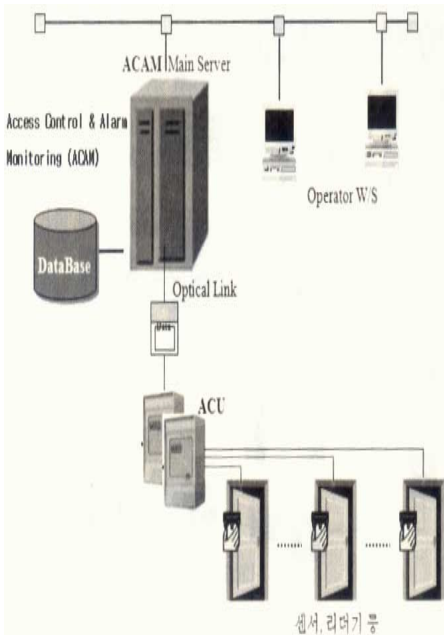 ACAM Main Server
Access Control & Alarm
Monitoring (ACAM)
Operator W/S
DataBase
Optical Link
Data
ACU
센서, 리더기 등